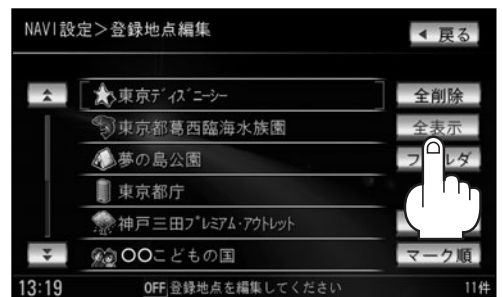 NAVI設定＞登録地点編集
戻る
東京ﾃﾞｨｽﾞﾆｰｼｰ
全削除
東京都葛西臨海水族園
全表示
夢の島公園
東京都庁
神戸三田ﾌﾟﾚﾐｱﾑ･ｱｳﾄﾚｯﾄ
〇〇こどもの国
マーク順
13:19
OFF 登録地点を編集してください
11件